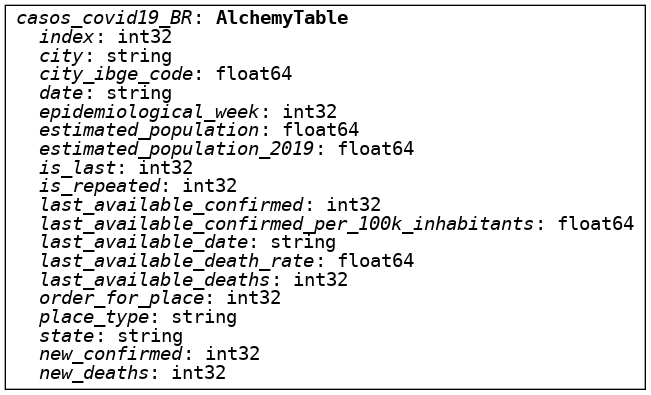 casos_covid19_BR: AlchemyTable
index: int32
city: string
city_ibge_code: float64
date: string
epidemiological_week: int32
estimated_population: float64
estimated_population_2019: float64
is_last: int32
is_repeated: int32
last_available_confirmed: int32
last_available_confirmed_per_100k_inhabitants: float64
last_available_date: string
last_available_death_rate: float64
last_available_deaths: int32
order_for_place: int32
place_type: string
state: string
new_confirmed: int32
new_deaths: int32